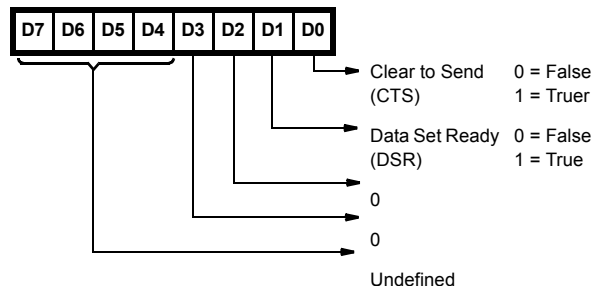 D7 D6 D5 D4 D3 D2 D1 D0
Clear to Send 0 = False
(CTS) 1 = Truer
Data Set Ready 0 = False
(DSR) 1 = True
0
0
Undefined